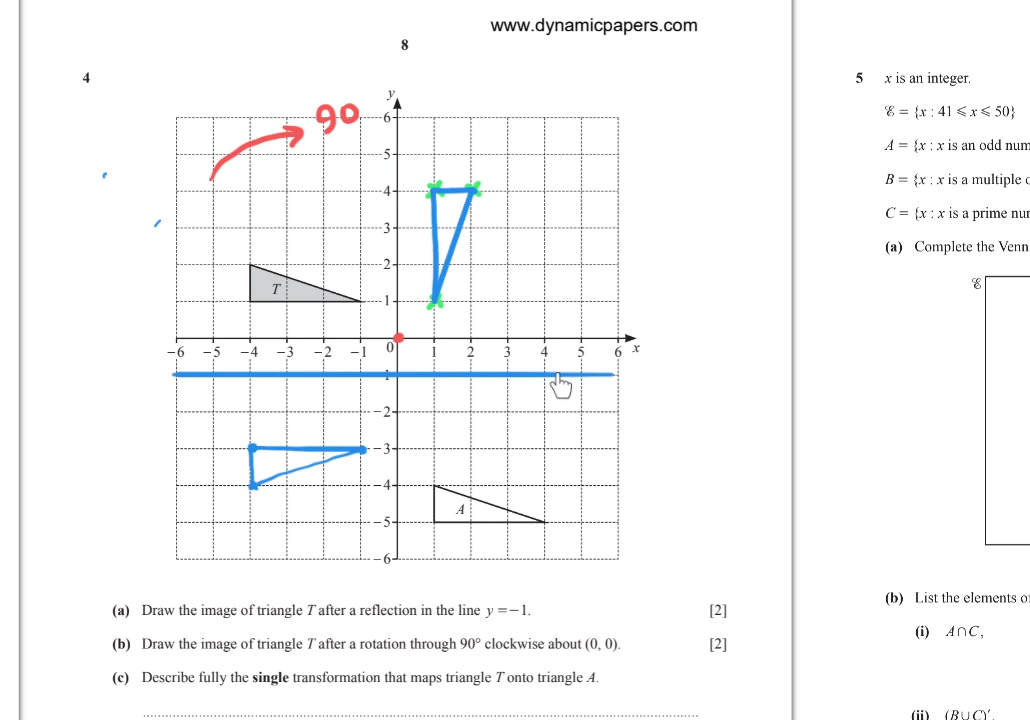 www.dynamicpapers.com
8
4
y
90
6
5
4
3
2
T
1
−6 −5 −4 −3 −2 −1 0 1 2 3 4 5 6 x
1
−2
−3
−4
A
−5
−6
(a) Draw the image of triangle T after a reflection in the line y = −1. [2]
(b) Draw the image of triangle T after a rotation through 90° clockwise about (0, 0). [2]
(c) Describe fully the single transformation that maps triangle T onto triangle A.
5 x is an integer.
ℰ = {x : 41 ⩽ x ⩽ 50}
A = {x : x is an odd num
B = {x : x is a multiple
C = {x : x is a prime nu
(a) Complete the Venn
ℰ
(b) List the elements o
(i) A∩C,
(ii) (B∪C)′.